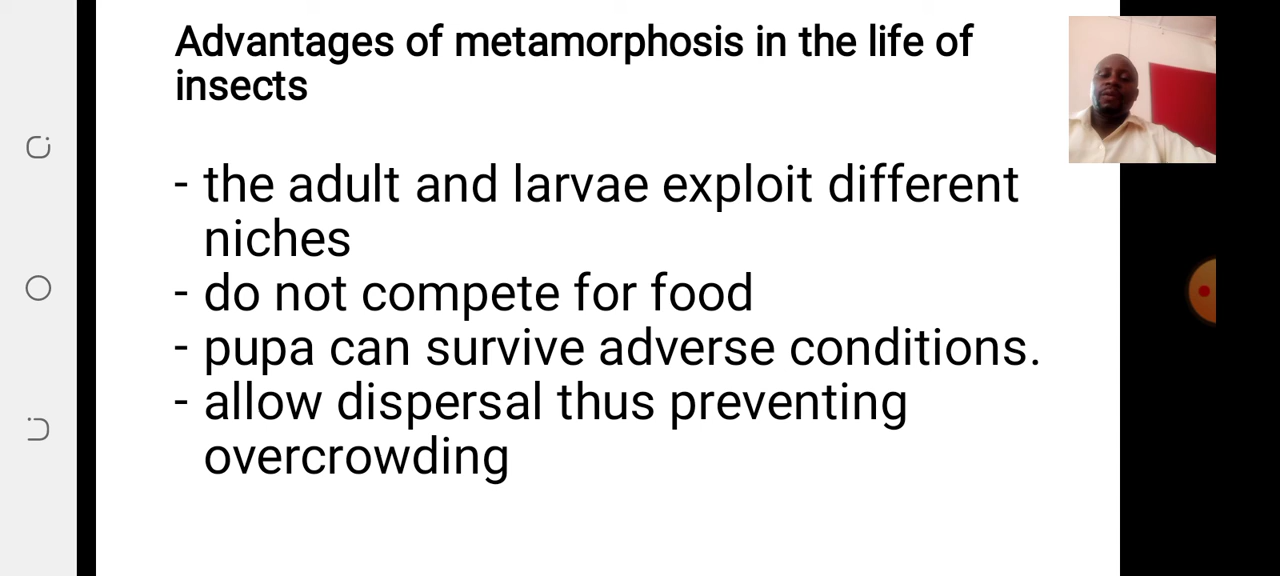 Advantages of metamorphosis in the life of
insects
- the adult and larvae exploit different
niches
- do not compete for food
- pupa can survive adverse conditions.
- allow dispersal thus preventing
overcrowding